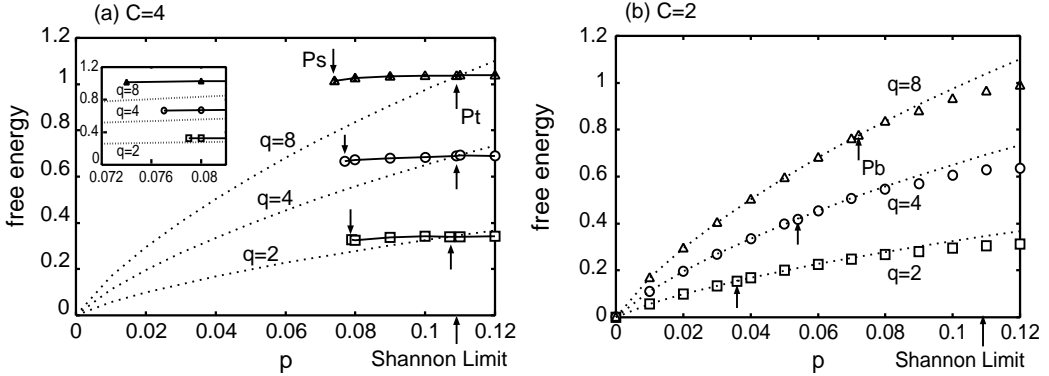 (a) C=4
free energy
1.2
1
0.8
0.6
0.4
0.2
0
0
0.02
0.04
0.06
0.08
0.1
0.12
p
Shannon Limit
Ps
Pt
q=8
q=4
q=2
1.2
0.8
0.4
0
q=8
q=4
q=2
0.072
0.076
0.08
(b) C=2
free energy
1.2
1
0.8
0.6
0.4
0.2
0
0
0.02
0.04
0.06
0.08
0.1
0.12
p
Shannon Limit
q=8
Pb
q=4
q=2